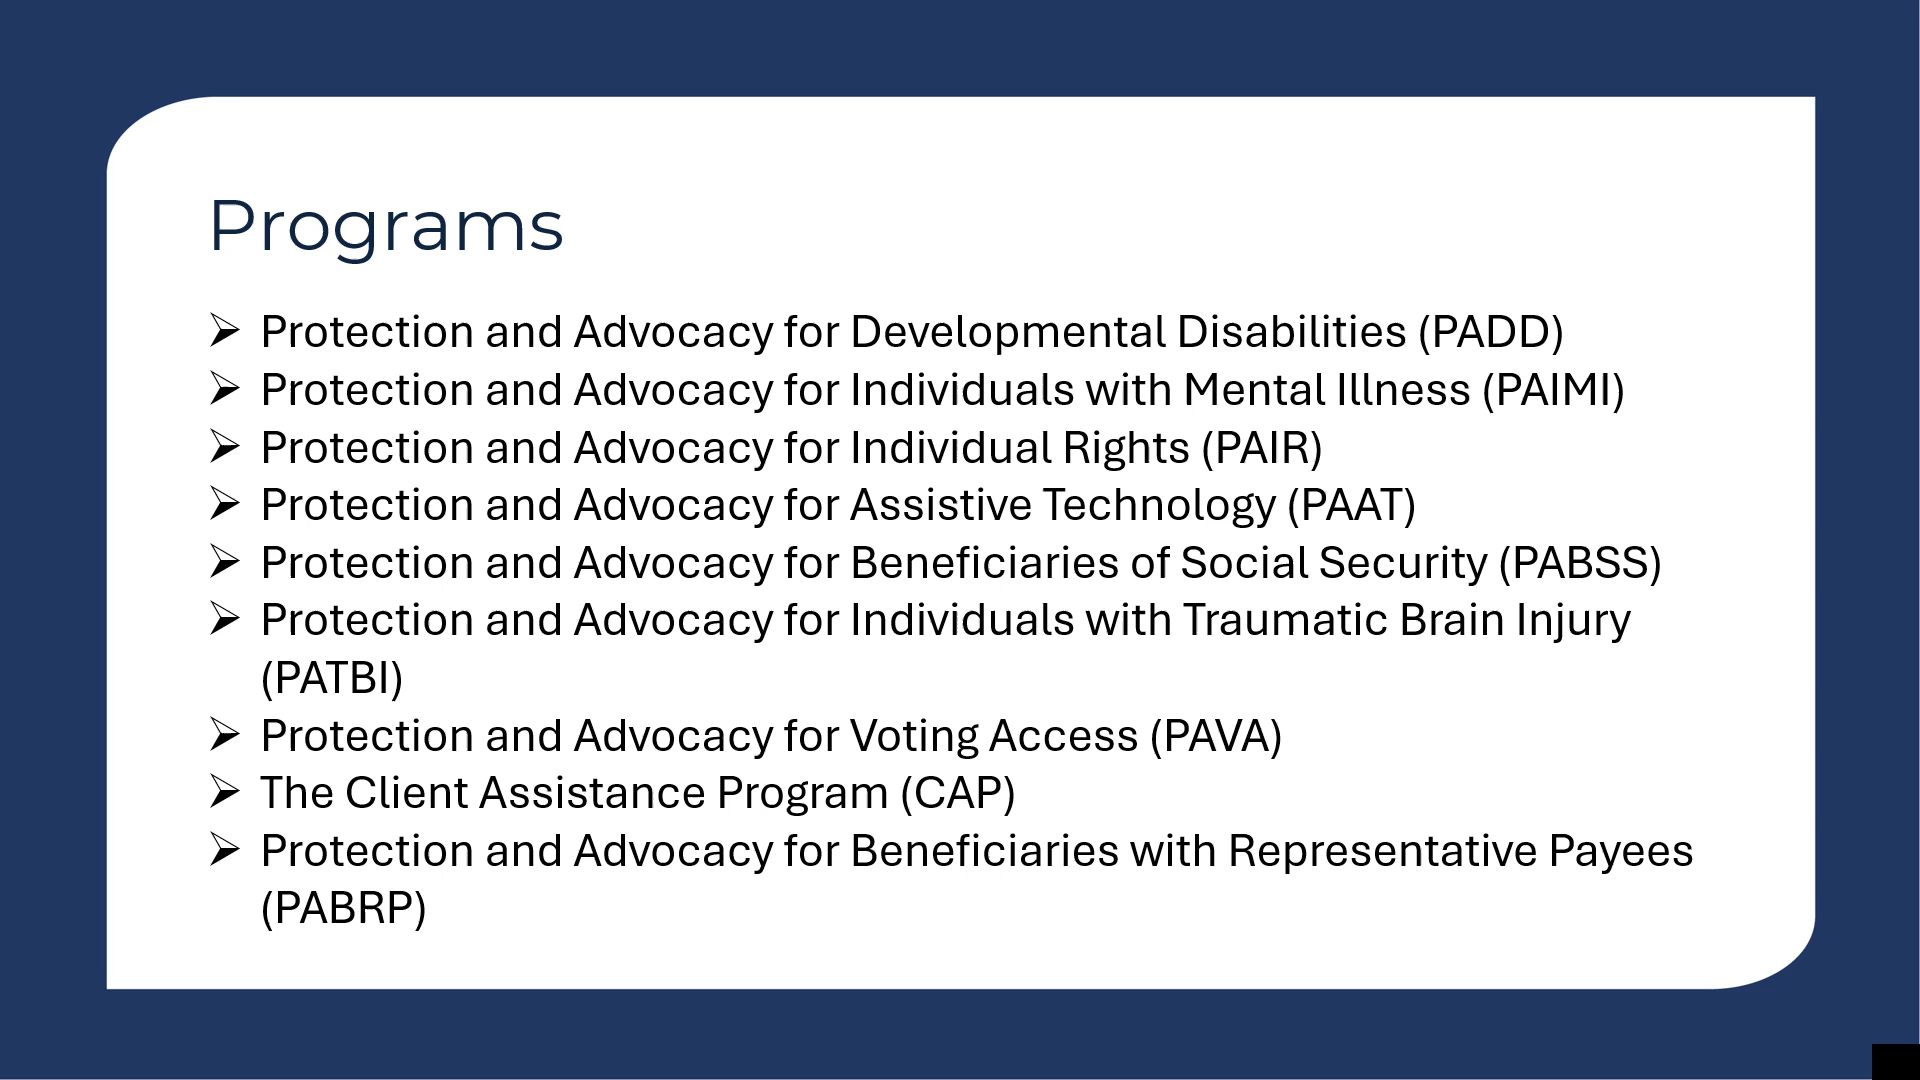 Programs
➢ Protection and Advocacy for Developmental Disabilities (PADD)
➢ Protection and Advocacy for Individuals with Mental Illness (PAIMI)
➢ Protection and Advocacy for Individual Rights (PAIR)
➢ Protection and Advocacy for Assistive Technology (PAAT)
➢ Protection and Advocacy for Beneficiaries of Social Security (PABSS)
➢ Protection and Advocacy for Individuals with Traumatic Brain Injury
(PATBI)
➢ Protection and Advocacy for Voting Access (PAVA)
➢ The Client Assistance Program (CAP)
➢ Protection and Advocacy for Beneficiaries with Representative Payees
(PABRP)